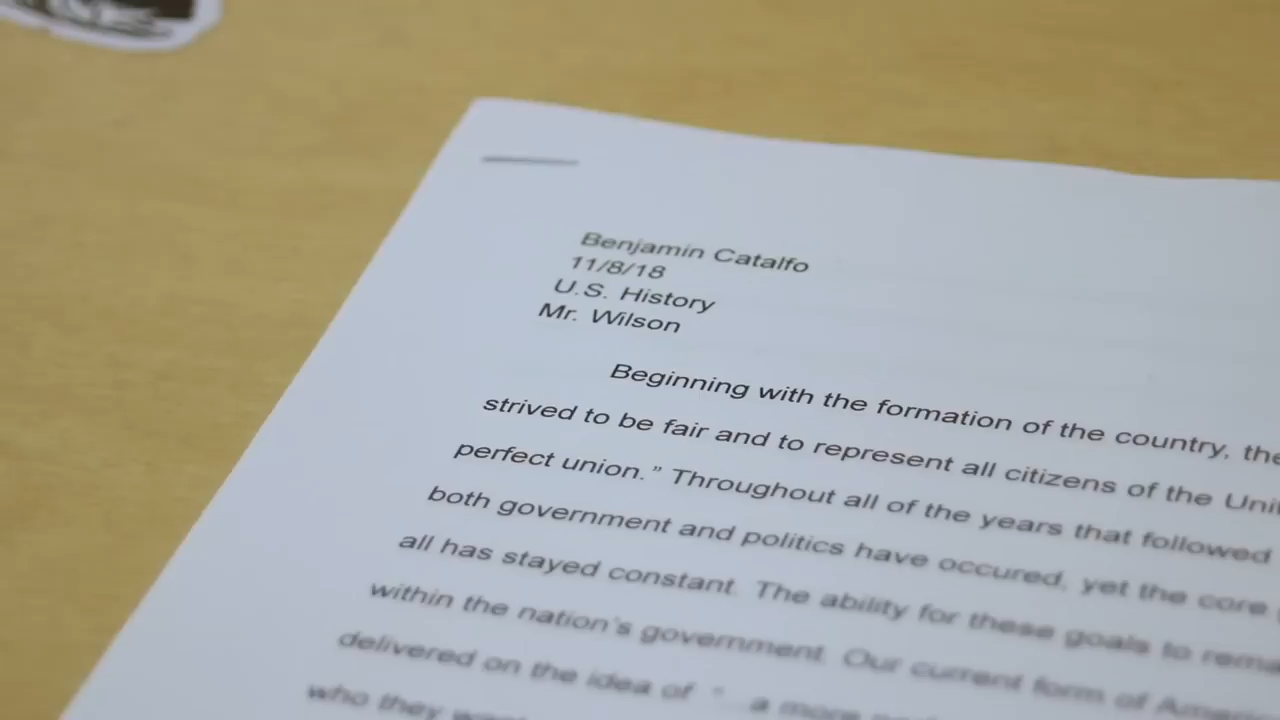 Benjamin Catalfo
11/8/18
U.S. History
Mr. Wilson
Beginning with the formation of the country, the
strived to be fair and to represent all citizens of the
perfect union.” Throughout all of the years that followed
both government and politics have occured, yet the core
all has stayed constant. The ability for these goals to
within the nation's government. Our current form of
delivered on the idea of “ a more
who they